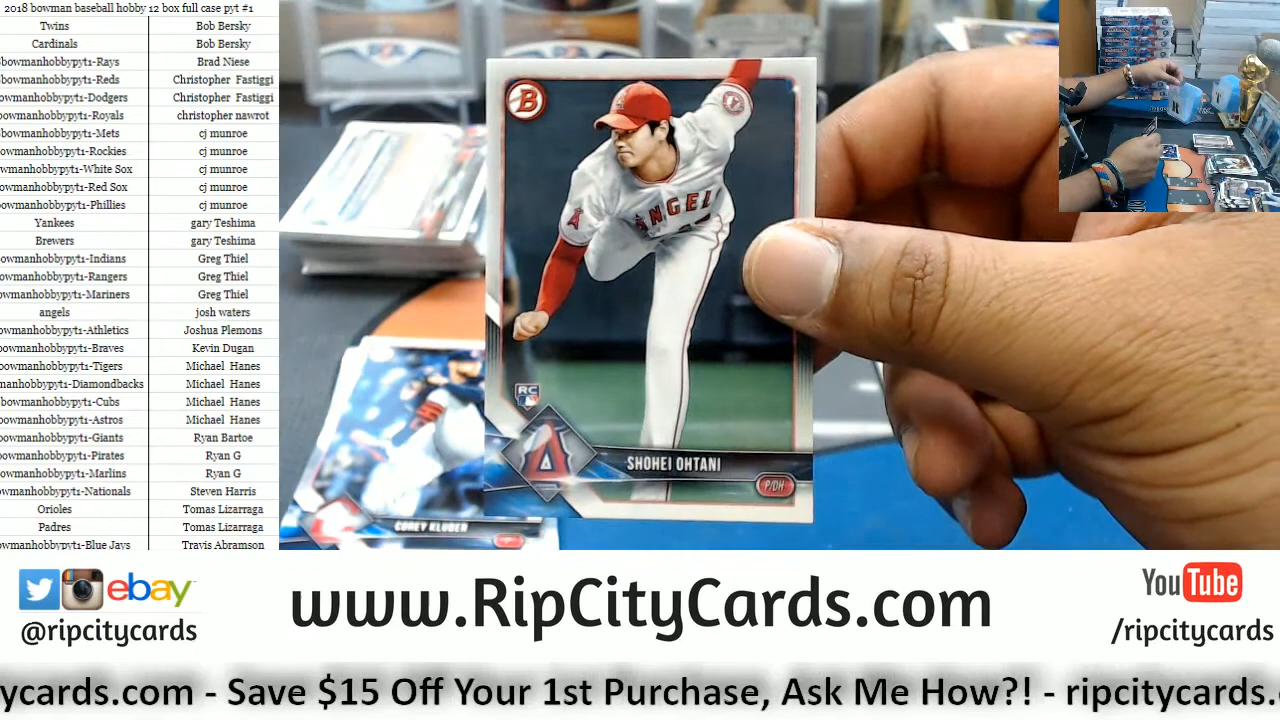 2018 bowman baseball hobby 12 box full case pyt #1
Twins Bob Bersky
Cardinals Bob Bersky
bowmanhobbypyt1-Rays Brad Niese
bowmanhobbypyt1-Reds Christopher Fastiggi
owmanhobbypyt1-Dodgers Christopher Fastiggi
owmanhobbypyt1-Royals christopher nawrot
bowmanhobbypyt1-Mets cj munroe
owmanhobbypyt1-Rockies cj munroe
wmanhobbypyt1-White Sox cj munroe
wmanhobbypyt1-Red Sox cj munroe
owmanhobbypyt1-Phillies cj munroe
Yankees gary Teshima
Brewers gary Teshima
owmanhobbypyt1-Indians Greg Thiel
owmanhobbypyt1-Rangers Greg Thiel
wmanhobbypyt1-Mariners Greg Thiel
angels josh waters
owmanhobbypyt1-Athletics Joshua Plemons
owmanhobbypyt1-Braves Kevin Dugan
owmanhobbypyt1-Tigers Michael Hanes
manhobbypyt1-Diamondbacks Michael Hanes
bowmanhobbypyt1-Cubs Michael Hanes
owmanhobbypyt1-Astros Michael Hanes
owmanhobbypyt1-Giants Ryan Bartoe
owmanhobbypyt1-Pirates Ryan G
owmanhobbypyt1-Marlins Ryan G
wmanhobbypyt1-Nationals Steven Harris
Orioles Tomas Lizarraga
Padres Tomas Lizarraga
wmanhobbypyt1-Blue Jays Travis Abramson
B
ANGEL
RC
A
SHOHEI OHTANI
P/DH
COREY KLUBER
ebay
@ripcitycards
www.RipCityCards.com
YouTube
/ripcitycards
ycards.com - Save $15 Off Your 1st Purchase, Ask Me How?! - ripcitycards.